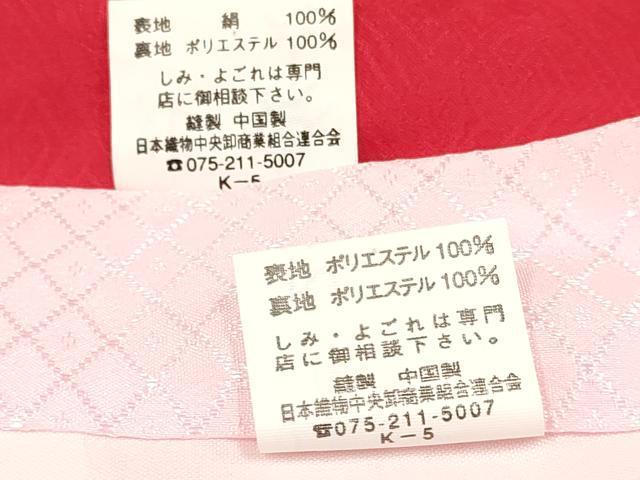 表地 絹 100%
裏地 ポリエステル 100%
しみ・よごれは専門
店に御相談下さい。
縫製 中国製
日本織物中央卸商業組合連合会
☎075-211-5007
K-5
表地 ポリエステル 100%
裏地 ポリエステル 100%
しみ・よごれは専門
店に御相談下さい。
縫製 中国製
日本織物中央卸商業組合連合会
☎075-211-5007
K-5